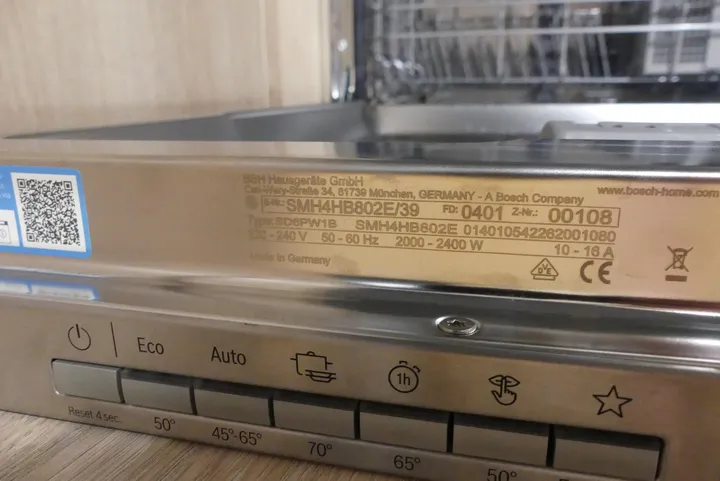 BSH Hausgeräte GmbH
Carl-Wery-Straße 34, 81739 München, GERMANY - A Bosch Company
www.bosch-home.com
E-Nr.: SMH4HB802E/39 FD: 0401 Z-Nr.: 00108
Type: SD6PW1B SMH4HB802E 014010542262001080
220 - 240 V 50 - 60 Hz 2000 - 2400 W 10 - 16 A
Made in Germany
CE
Eco Auto 1h
Reset 4 sec. 50° 45°-65° 70° 65° 50°